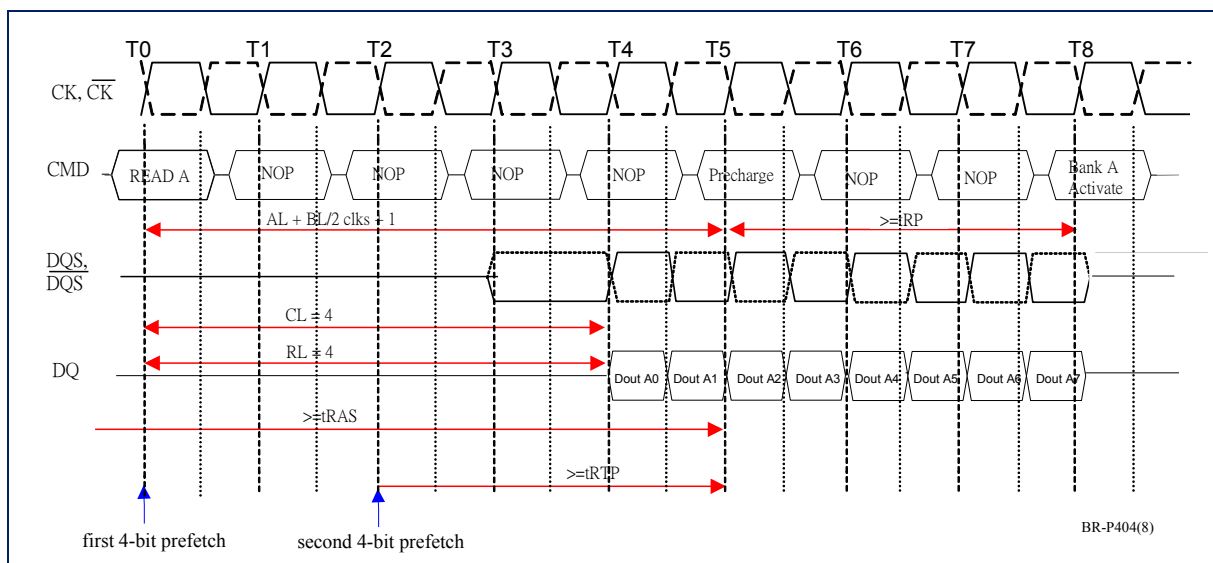 T0 T1 T2 T3 T4 T5 T6 T7 T8
CK, CK
CMD READ A NOP NOP NOP NOP Precharge NOP NOP Bank A Activate
AL + BL/2 clks + 1 >=tRP
DQS,
DQS
CL = 4
RL = 4
DQ Dout A0 Dout A1 Dout A2 Dout A3 Dout A4 Dout A5 Dout A6 Dout A7
>=tRAS
>=tRTP
first 4-bit prefetch second 4-bit prefetch BR-P404(8)